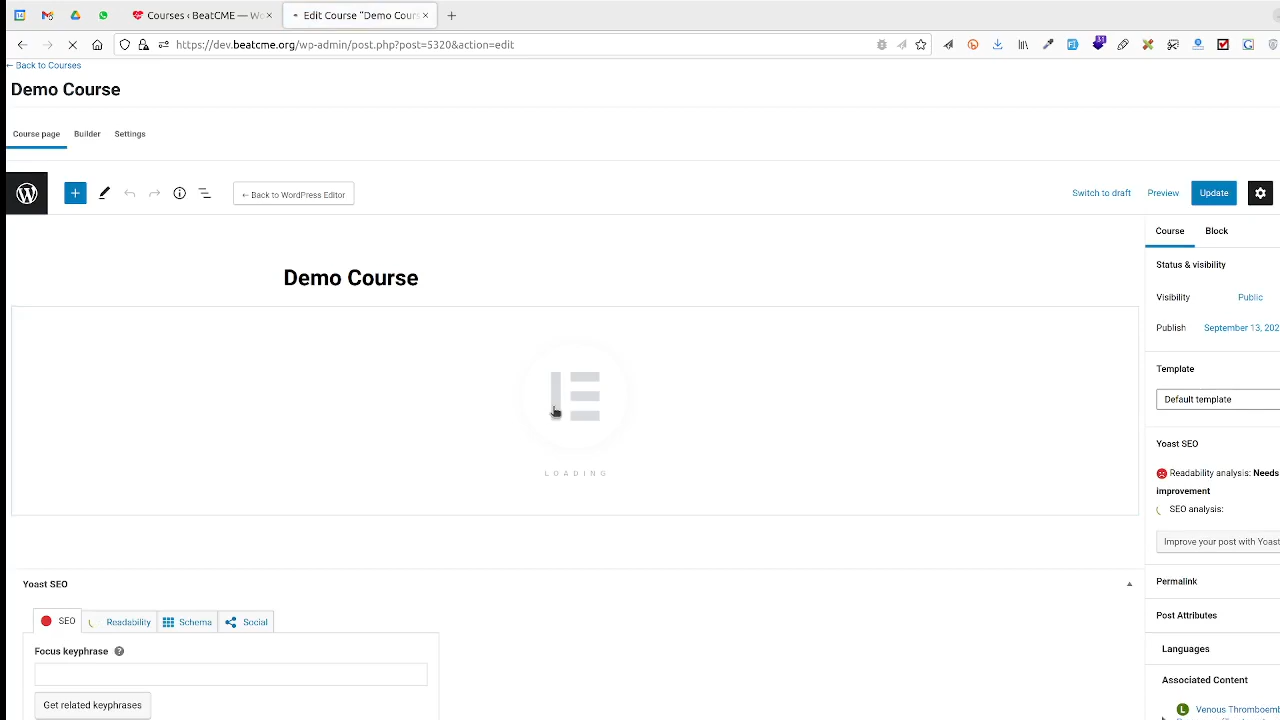 Courses ‹ BeatCME — Wo
Edit Course “Demo Cours
https://dev.beatcme.org/wp-admin/post.php?post=5320&action=edit
← Back to Courses
Demo Course
Course page Builder Settings
← Back to WordPress Editor
Switch to draft Preview Update
Course Block
Demo Course
Status & visibility
Visibility Public
Publish September 13, 202
Template
Default template
LOADING
Yoast SEO
Readability analysis: Needs
improvement
SEO analysis:
Improve your post with Yoast
Permalink
Yoast SEO
Post Attributes
SEO Readability Schema Social
Languages
Focus keyphrase
Associated Content
Get related keyphrases
Venous Thromboemb